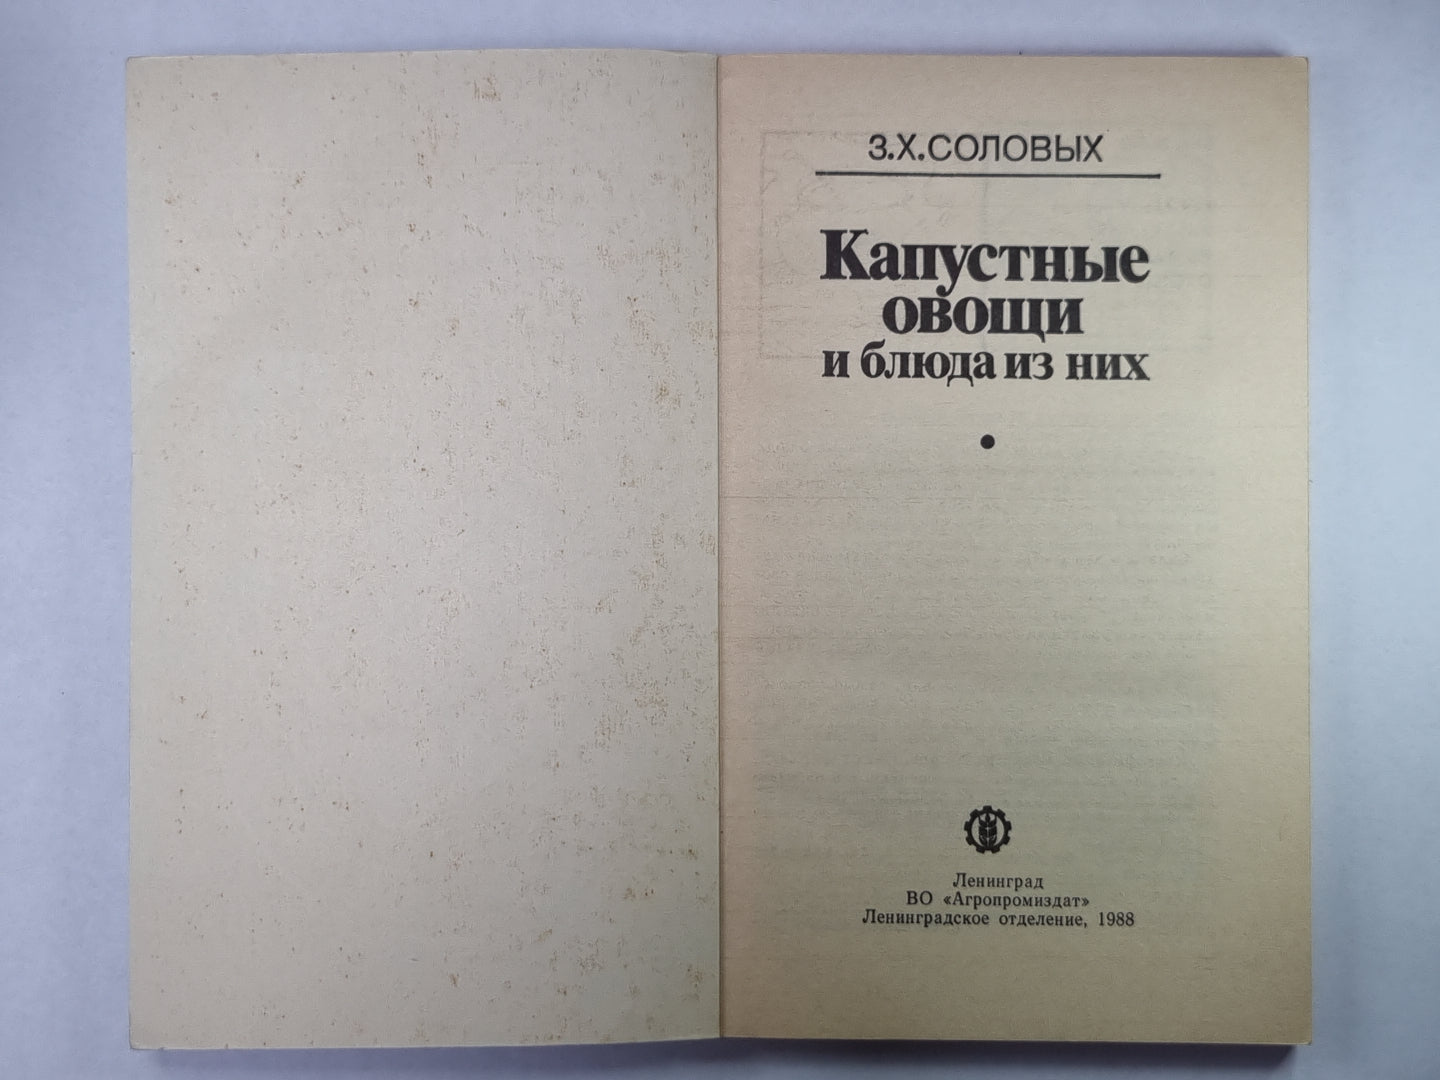 З.Х.СОЛОВЫХ
Капустные
овощи
и блюда из них
Ленинград
ВО «Агропромиздат»
Ленинградское отделение, 1988